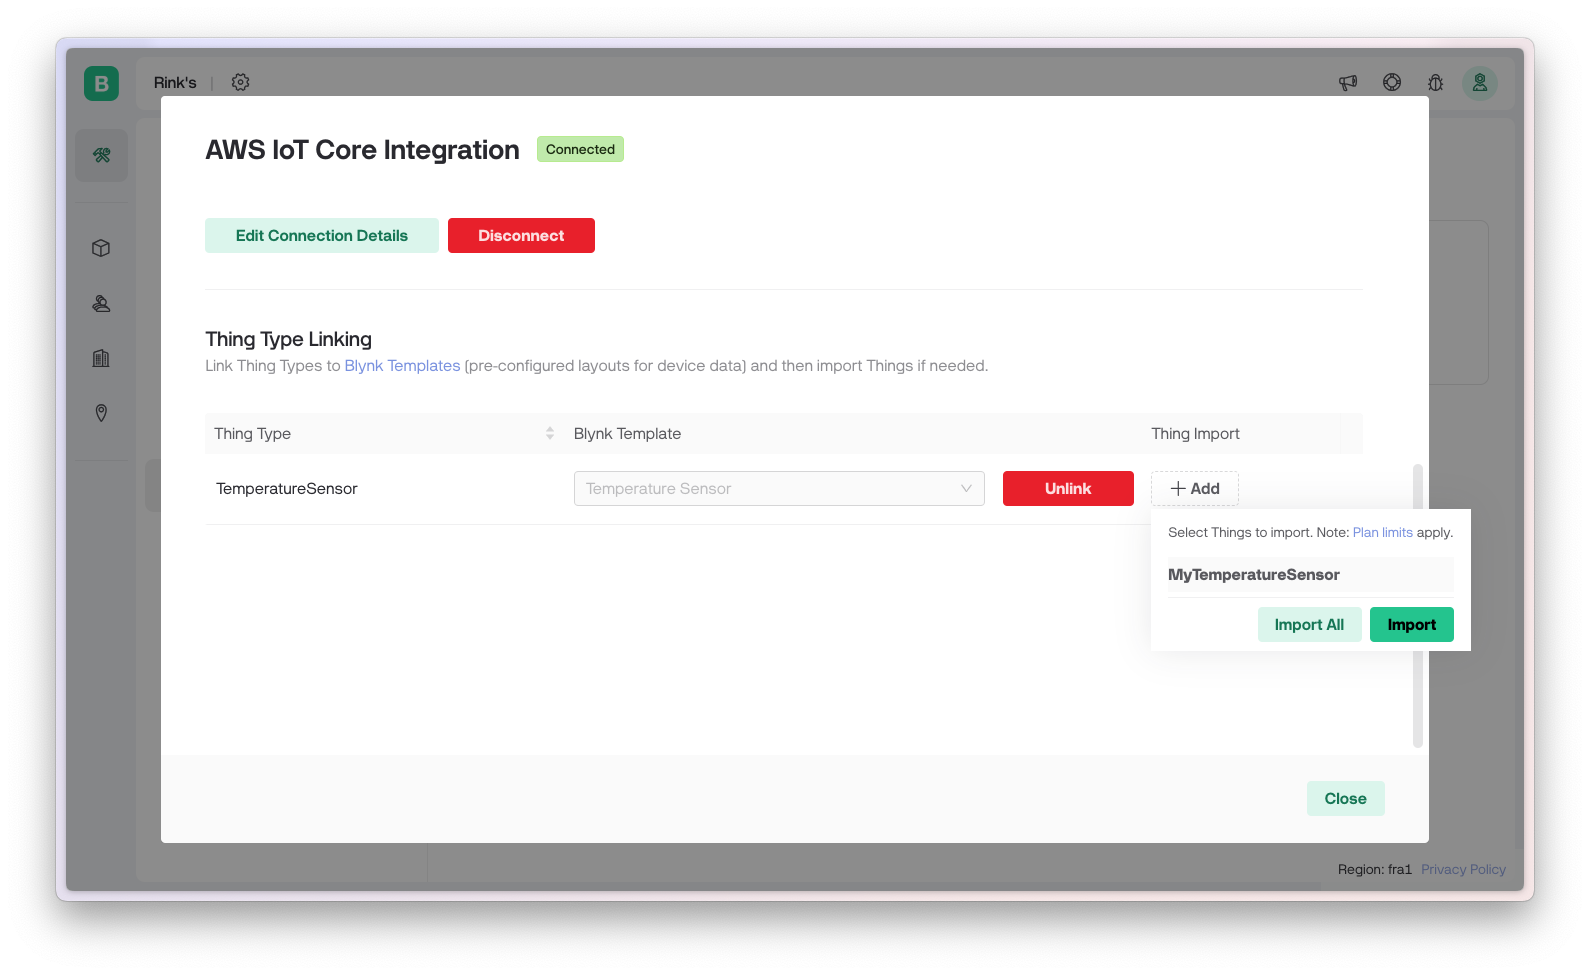 B
Rink's
AWS IoT Core Integration
Connected
Edit Connection Details
Disconnect
Thing Type Linking
Link Thing Types to Blynk Templates (pre-configured layouts for device data) and then import Things if needed.
Thing Type
Blynk Template
Thing Import
TemperatureSensor
Temperature Sensor
Unlink
Add
Select Things to import. Note: Plan limits apply.
MyTemperatureSensor
Import All
Import
Close
Region: fra1 Privacy Policy